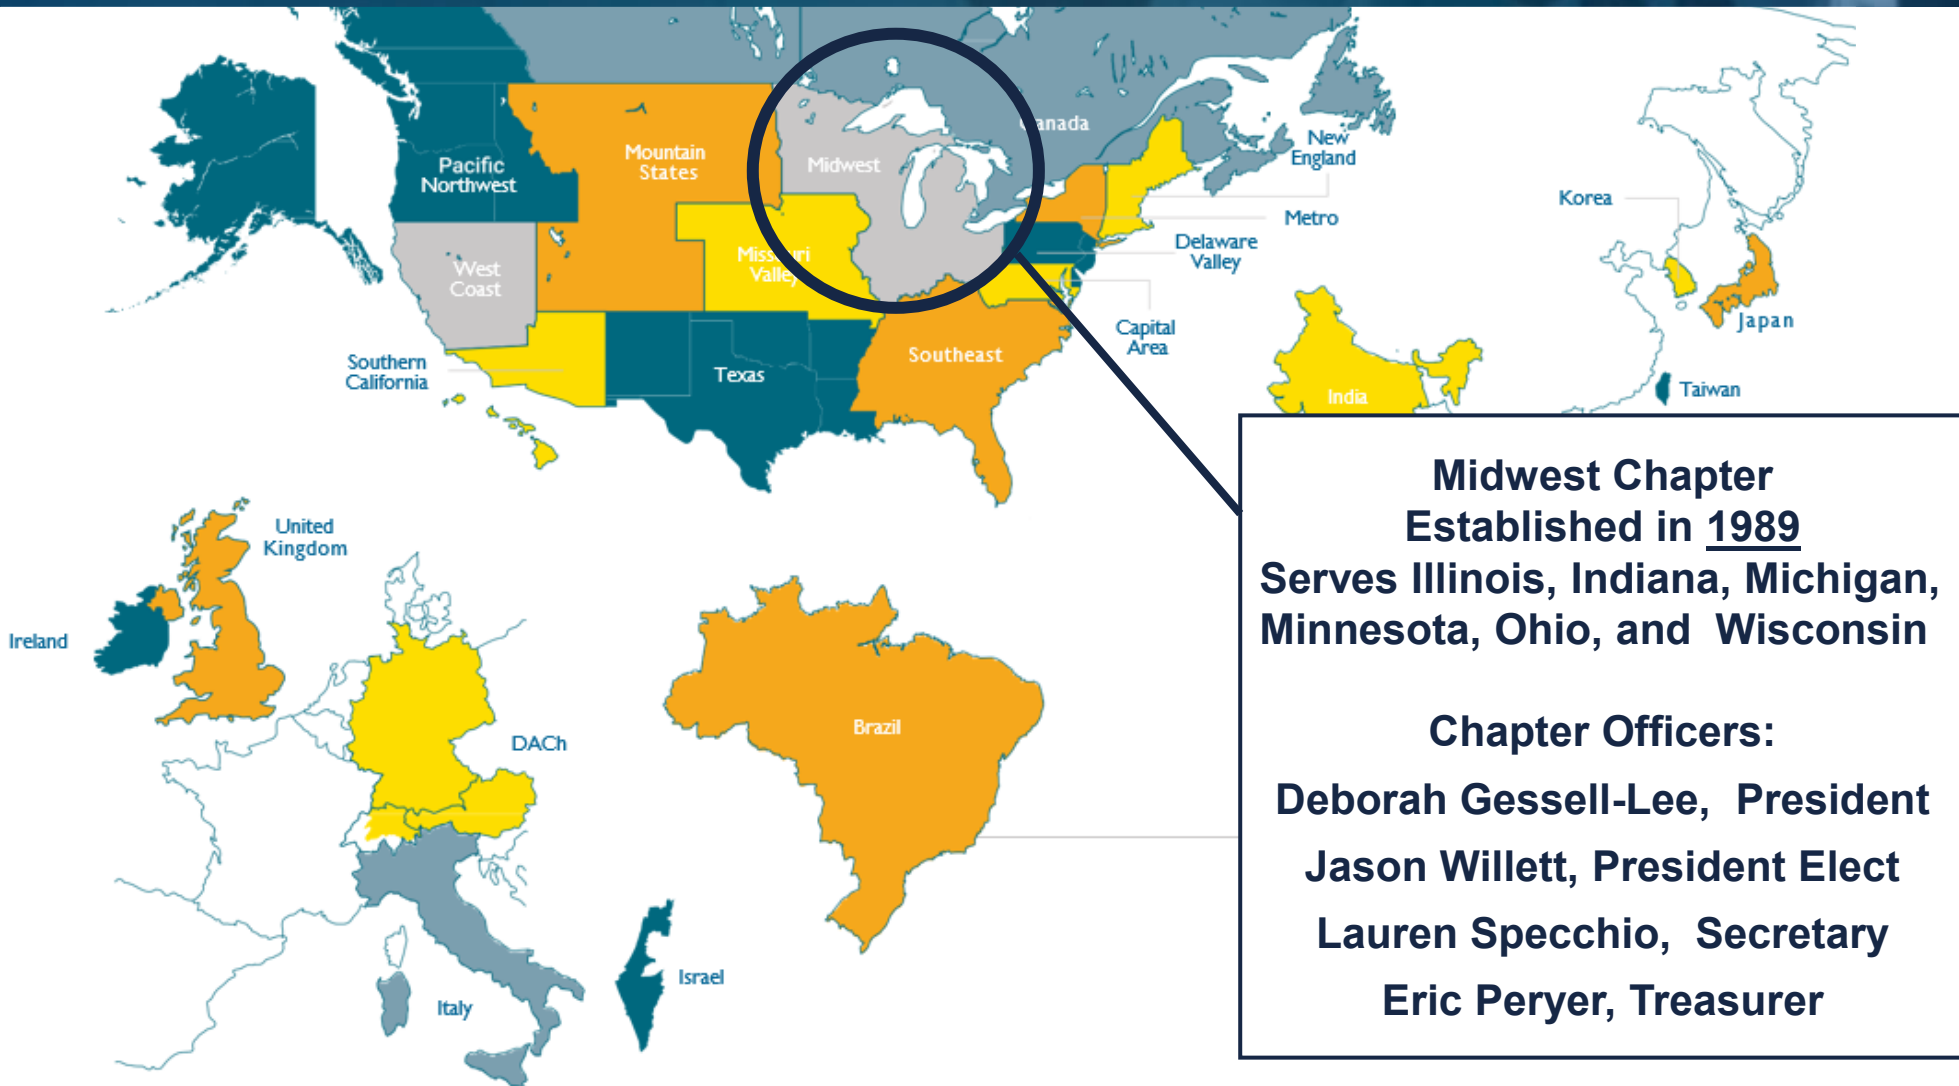 Canada
New
England
Mountain
States
Pacific
Northwest
Midwest
Korea
Metro
Delaware
Valley
Missouri
Valley
West
Coast
Capital
Area
Japan
Southeast
Southern
California
Texas
Taiwan
India
Midwest Chapter
Established in 1989
Serves Illinois, Indiana, Michigan,
Minnesota, Ohio, and  Wisconsin
Chapter Officers:
Deborah Gessell-Lee,  President
Jason Willett, President Elect
Lauren Specchio,  Secretary
Eric Peryer, Treasurer
United
Kingdom
Ireland
DACh
Brazil
Israel
Italy